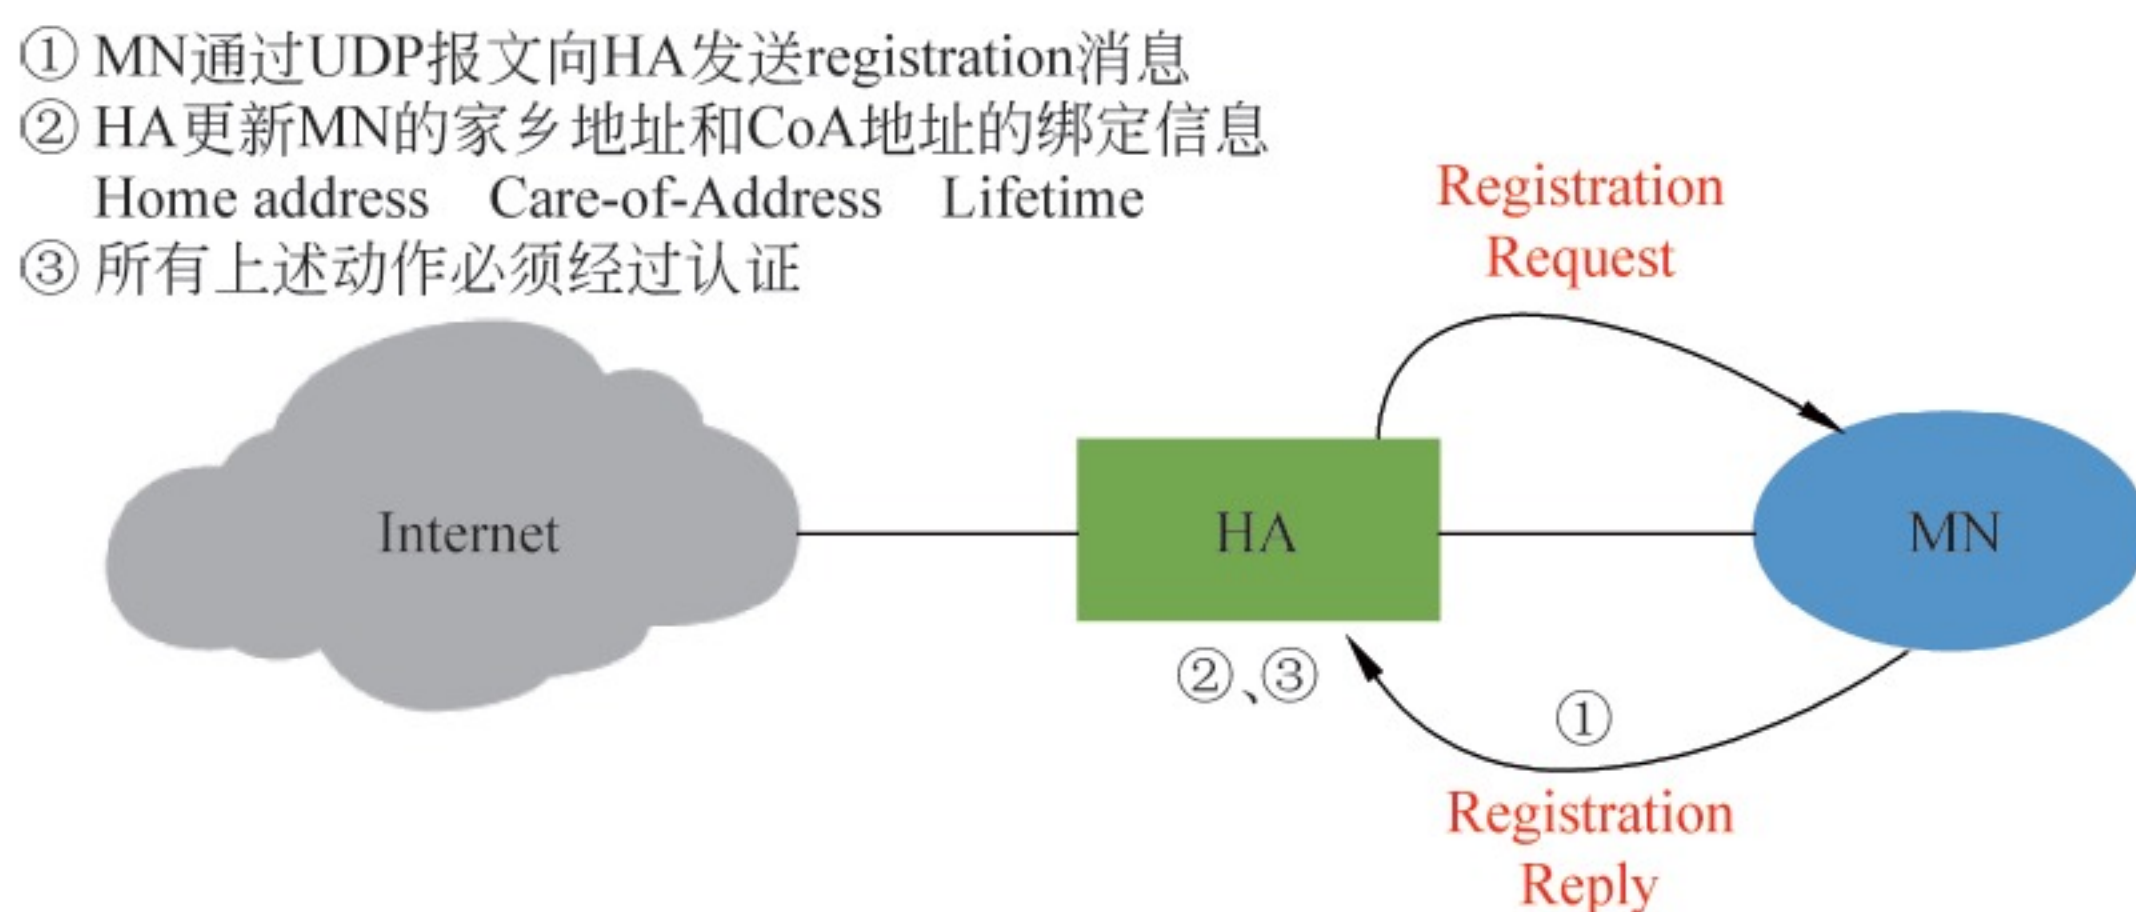 ① MN通过UDP报文向HA发送registration消息
② HA更新MN的家乡地址和CoA地址的绑定信息
Home address Care-of-Address Lifetime
③ 所有上述动作必须经过认证
Registration
Request
Internet
HA
MN
②、③
①
Registration
Reply